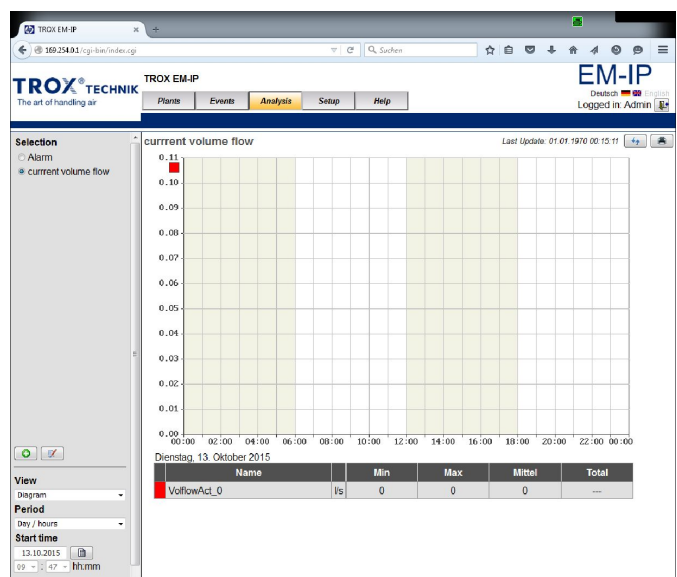 TROX EM-IP
169.254.0.1/cgi-bin/index.cgi
Suchen
TROX® TECHNIK
The art of handling air
TROX EM-IP
EM-IP
Deutsch English
Logged in: Admin
Plants Events Analysis Setup Help
Selection
Alarm
currrent volume flow
currrent volume flow
Last Update: 01.01.1970 00:15:11
0.11
0.10
0.09
0.08
0.07
0.06
0.05
0.04
0.03
0.02
0.01
0.00
00:00 02:00 04:00 06:00 08:00 10:00 12:00 14:00 16:00 18:00 20:00 22:00 00:00
Dienstag, 13. Oktober 2015
Name Min Max Mittel Total
VolflowAct_0 l/s 0 0 0 ---
View
Diagram
Period
Day / hours
Start time
13.10.2015
09 : 47 hh:mm